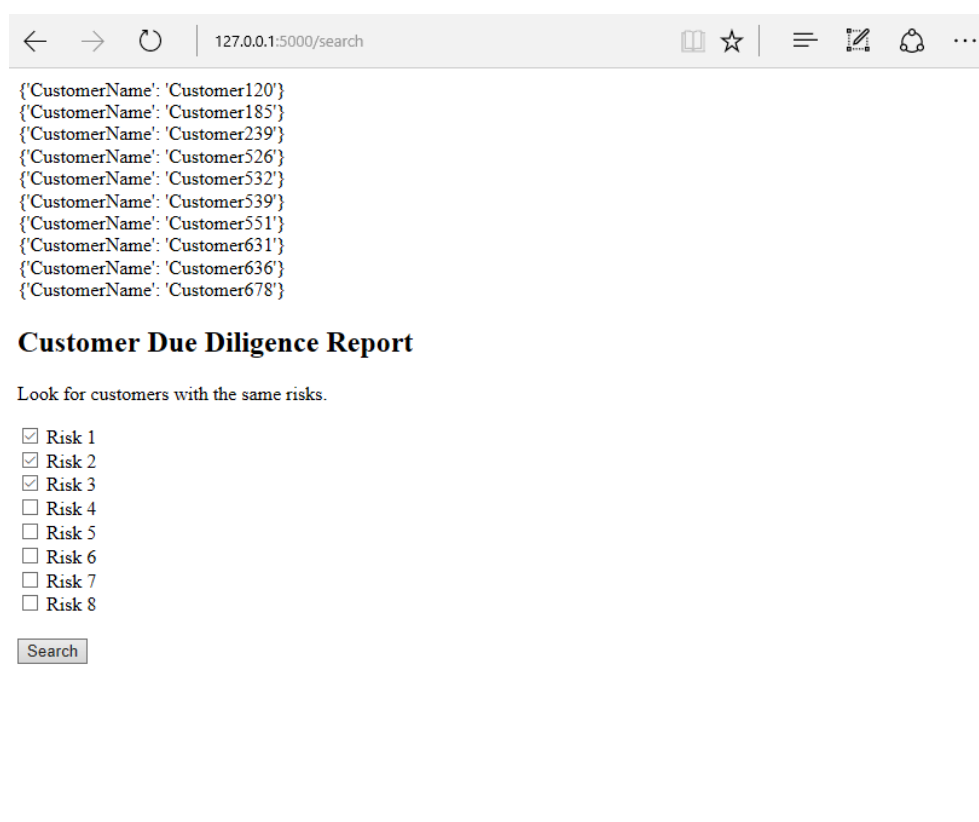 127.0.0.1:5000/search
{'CustomerName': 'Customer120'}
{'CustomerName': 'Customer185'}
{'CustomerName': 'Customer239'}
{'CustomerName': 'Customer526'}
{'CustomerName': 'Customer532'}
{'CustomerName': 'Customer539'}
{'CustomerName': 'Customer551'}
{'CustomerName': 'Customer631'}
{'CustomerName': 'Customer636'}
{'CustomerName': 'Customer678'}
Customer Due Diligence Report
Look for customers with the same risks.
Risk 1
Risk 2
Risk 3
Risk 4
Risk 5
Risk 6
Risk 7
Risk 8
Search